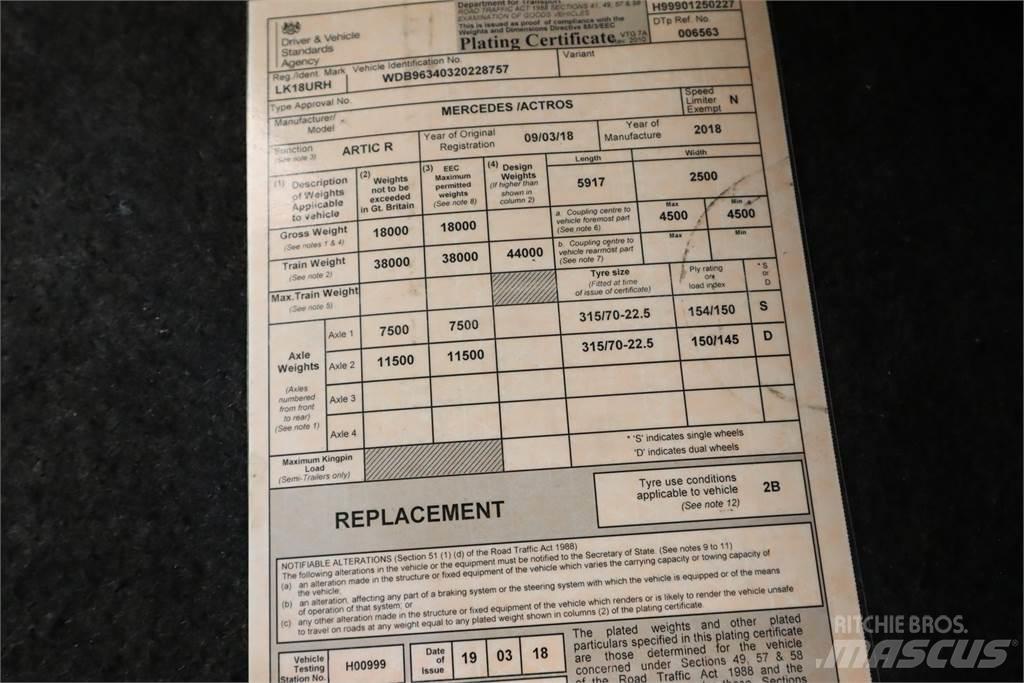 Driver & Vehicle
Standards
Agency
Department for Transport
ROAD TRAFFIC ACT 1988 SECTIONS 41, 49, 57 & 58
EXAMINATION OF GOODS VEHICLES
This is issued as proof of compliance with the
Weights and Dimensions Directive 85/3/EEC
Plating Certificate VTG 7A
Rev. 2010
H99901250227
DTp Ref. No.
006563
Reg./Ident. Mark
LK18URH
Vehicle Identification No.
WDB96340320228757
Variant
Type Approval No.
Manufacturer/
Model
MERCEDES /ACTROS
Speed
Limiter
Exempt N
Function
(See note 3)
ARTIC R
Year of Original
Registration
09/03/18
Year of
Manufacture
2018
(1) Description
of Weights
Applicable
to vehicle
(2)
Weights
not to be
exceeded
in Gt. Britain
(3) EEC
Maximum
permitted
weights
(See note 8)
(4) Design
Weights
(If higher than
shown in
column 2)
Length
5917
Width
2500
Gross Weight
(See notes 1 & 4)
18000
18000
a. Coupling centre to
vehicle foremost part
(See note 6)
Max
4500
Min
4500
Train Weight
(See note 2)
38000
38000
44000
b. Coupling centre to
vehicle rearmost part
(See note 7)
Max
Min
Max.Train Weight
(See note 5)
Tyre size
(Fitted at time
of issue of certificate)
Ply rating
or
load index
* S
or
D
Axle
Weights
(Axles
numbered
from front
to rear)
(See note 1)
Axle 1
7500
7500
315/70-22.5
154/150
S
Axle 2
11500
11500
315/70-22.5
150/145
D
Axle 3
Axle 4
Maximum Kingpin
Load
(Semi-Trailers only)
* 'S' indicates single wheels
'D' indicates dual wheels
REPLACEMENT
Tyre use conditions
applicable to vehicle
(See note 12)
2B
NOTIFIABLE ALTERATIONS (Section 51 (1) (d) of the Road Traffic Act 1988)
The following alterations in the vehicle or the equipment must be notified to the Secretary of State. (See notes 9 to 11)
(a) an alteration made in the structure or fixed equipment of the vehicle which varies the carrying capacity or towing capacity of
the vehicle;
(b) an alteration, affecting any part of a braking system or the steering system with which the vehicle is equipped or of the means
of operation of that system; or
(c) any other alteration made in the structure or fixed equipment of the vehicle which renders or is likely to render the vehicle unsafe
to travel on roads at any weight equal to any plated weight shown in columns (2) of the plating certificate.
Vehicle
Testing
Station No.
H00999
Date
of
Issue
19
03
18
The plated weights and other plated
particulars specified in this plating certificate
are those determined for the vehicle
concerned under Sections 49, 57 & 58
of the Road Traffic Act 1988 and the
RITCHIE BROS.
MASCUS